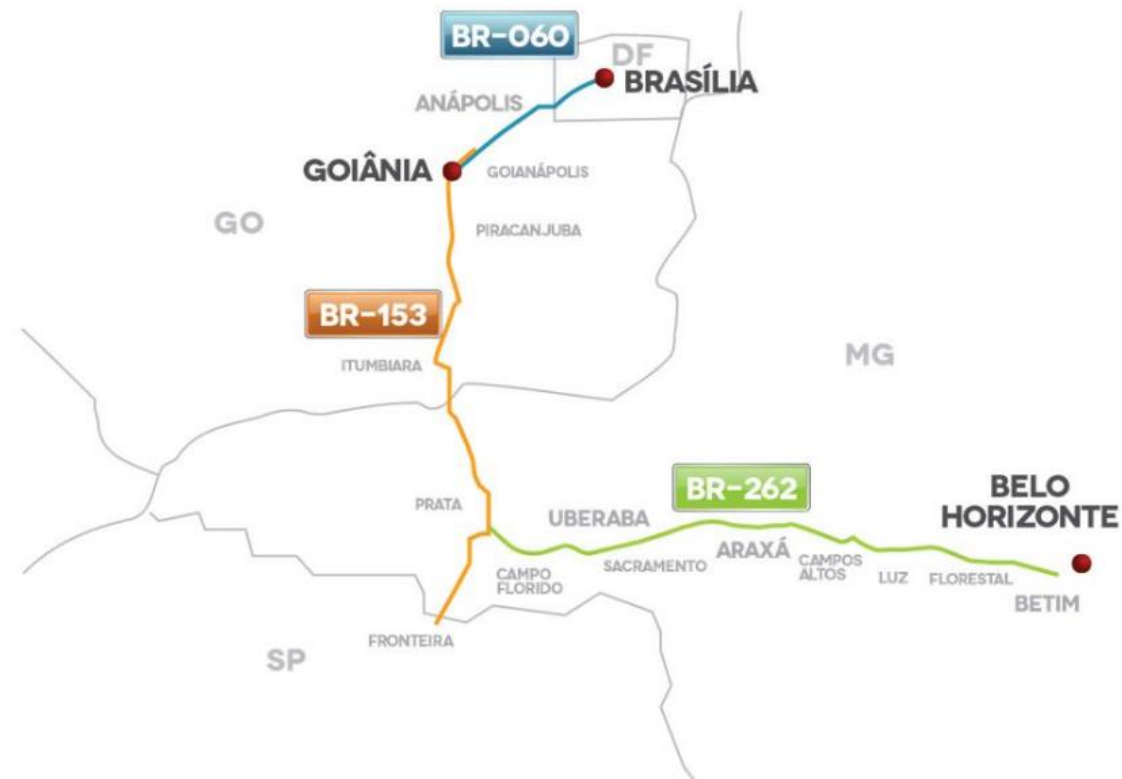 BR-060
DF
BRASÍLIA
ANÁPOLIS
GOIÂNIA
GOIANÁPOLIS
GO
PIRACANJUBA
BR-153
ITUMBIARA
MG
PRATA
UBERABA
BR-262
BELO
HORIZONTE
CAMPO
FLORIDO
SACRAMENTO
ARAXÁ
CAMPOS
ALTOS
LUZ
FLORESTAL
BETIM
FRONTEIRA
SP